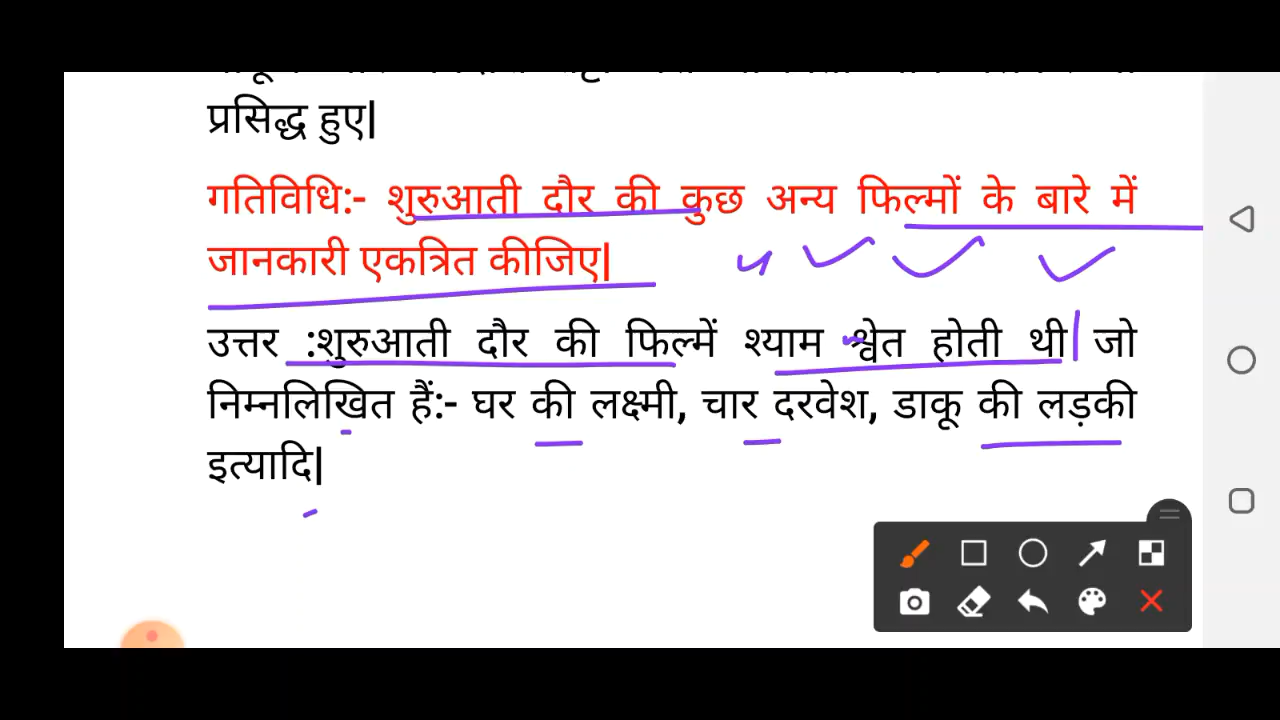 प्रसिद्ध हुए|
गतिविधि:- शुरुआती दौर की कुछ अन्य फिल्मों के बारे में
जानकारी एकत्रित कीजिए|
उत्तर :शुरुआती दौर की फिल्में श्याम श्वेत होती थी| जो
निम्नलिखित हैं:- घर की लक्ष्मी, चार दरवेश, डाकू की लड़की
इत्यादि|